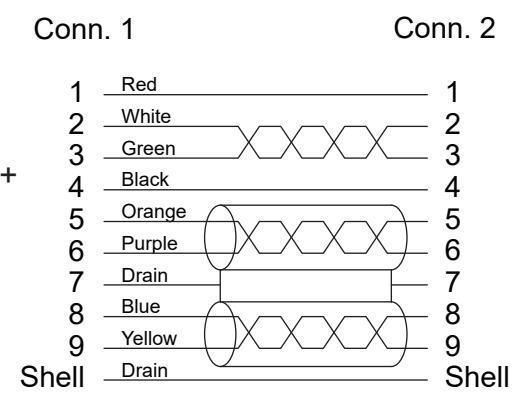 Conn. 1 Conn. 2
1 Red 1
2 White 2
3 Green 3
+
4 Black 4
5 Orange 5
6 Purple 6
7 Drain 7
8 Blue 8
9 Yellow 9
Shell Drain Shell